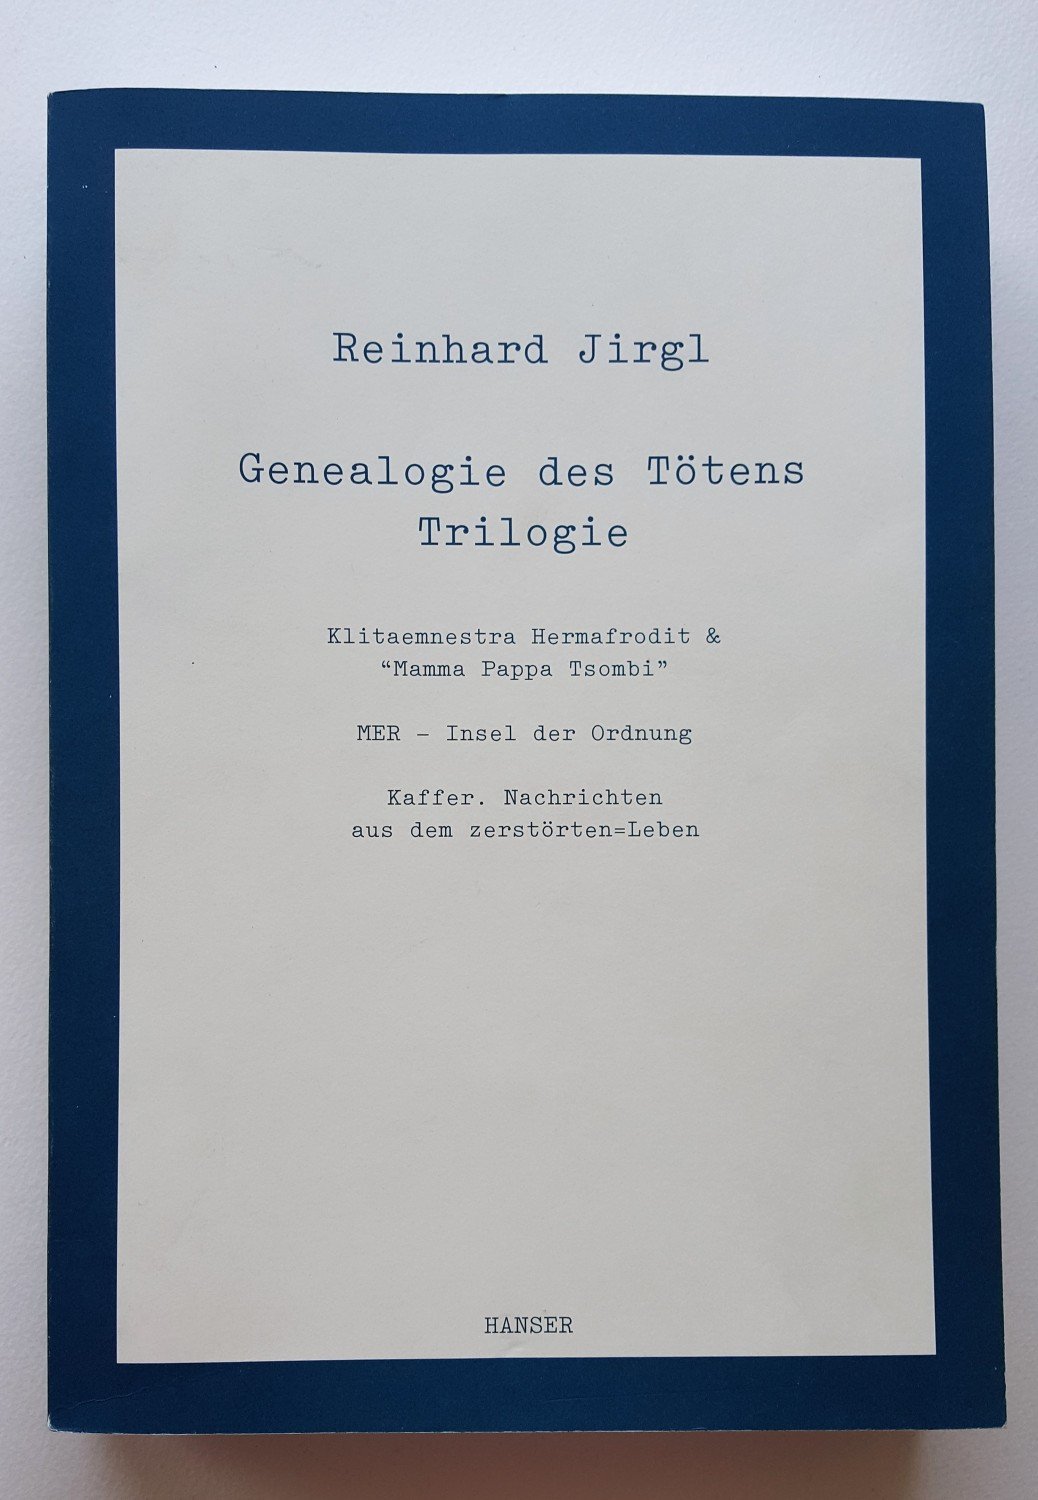 Reinhard Jirgl
Genealogie des Tötens
Trilogie
Klitaemnestra Hermafrodit &
“Mamma Pappa Tsombi”
MER – Insel der Ordnung
Kaffer. Nachrichten
aus dem zerstörten=Leben
HANSER